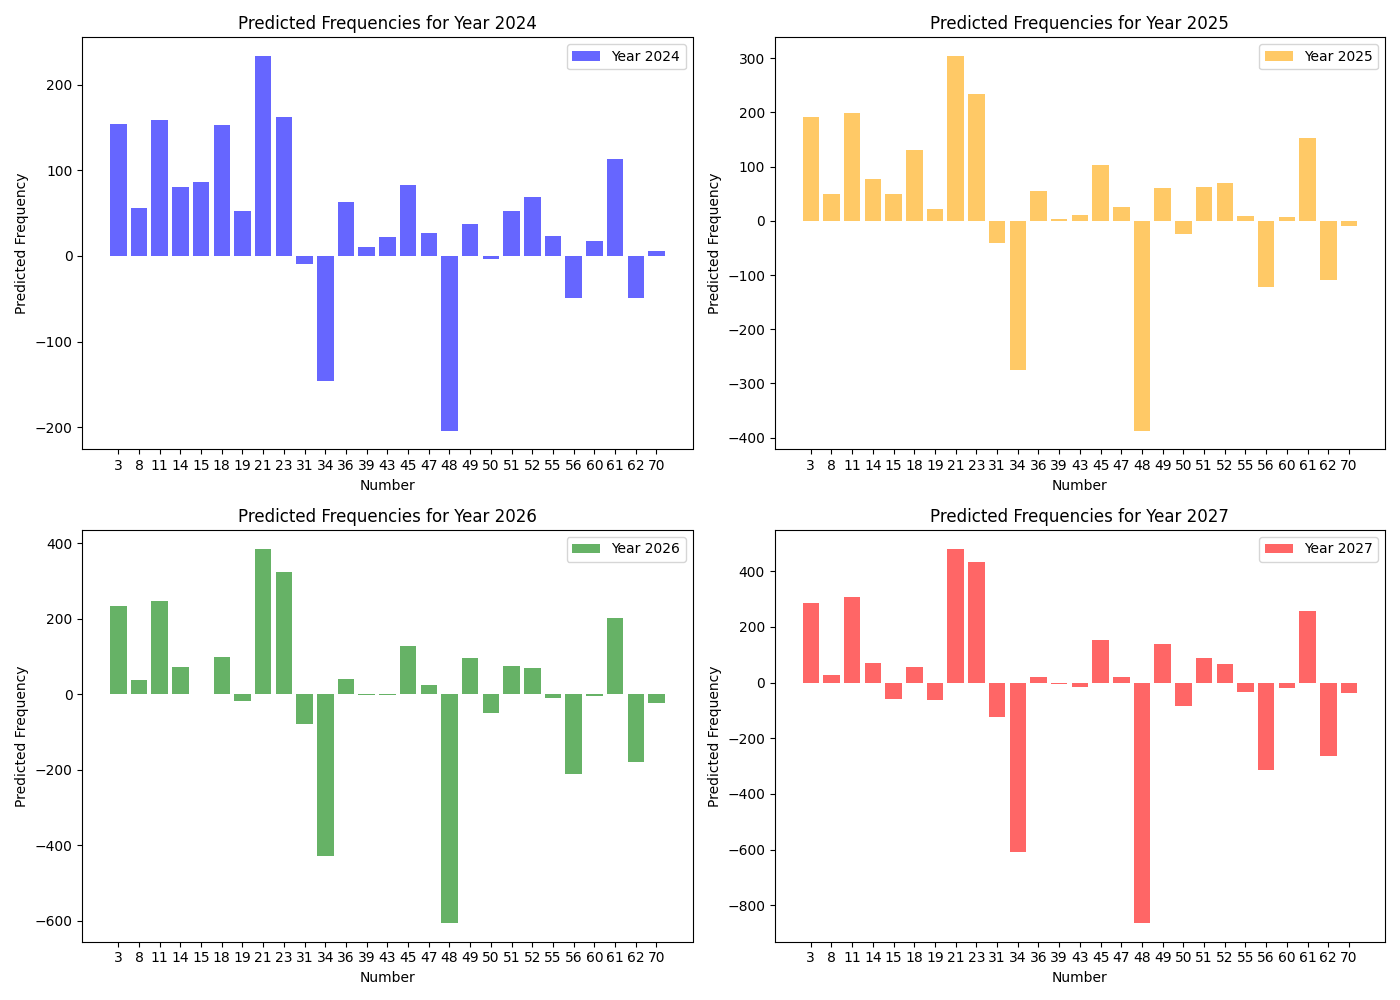 Predicted Frequencies for Year 2024
Year 2024
Predicted Frequency
200
100
0
−100
−200
3 8 11 14 15 18 19 21 23 31 34 36 39 43 45 47 48 49 50 51 52 55 56 60 61 62 70
Number
Predicted Frequencies for Year 2025
Year 2025
Predicted Frequency
300
200
100
0
−100
−200
−300
−400
3 8 11 14 15 18 19 21 23 31 34 36 39 43 45 47 48 49 50 51 52 55 56 60 61 62 70
Number
Predicted Frequencies for Year 2026
Year 2026
Predicted Frequency
400
200
0
−200
−400
−600
3 8 11 14 15 18 19 21 23 31 34 36 39 43 45 47 48 49 50 51 52 55 56 60 61 62 70
Number
Predicted Frequencies for Year 2027
Year 2027
Predicted Frequency
400
200
0
−200
−400
−600
−800
3 8 11 14 15 18 19 21 23 31 34 36 39 43 45 47 48 49 50 51 52 55 56 60 61 62 70
Number